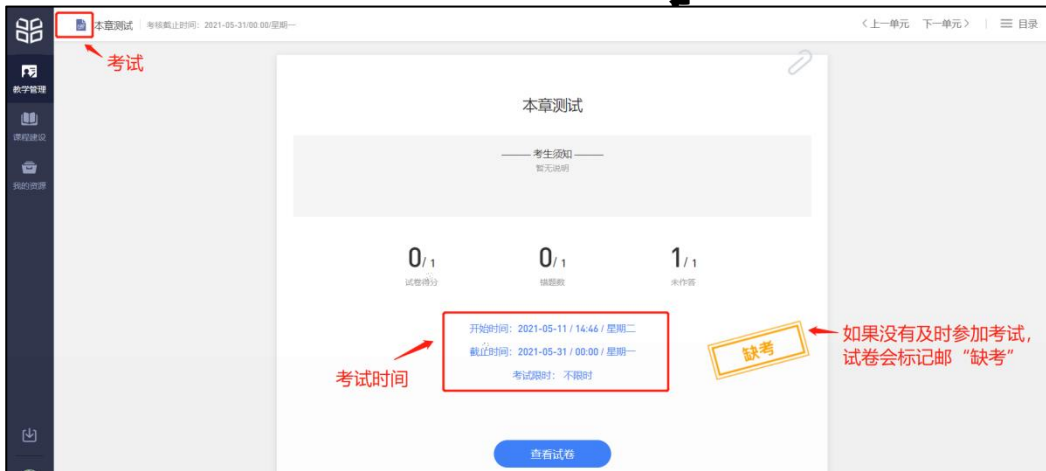 本章测试 考核截止时间：2021-05-31/00:00/星期一
上一单元 下一单元 目录
考试
教学管理
课程建设
我的资源
本章测试
考生须知
暂无说明
0/ 1
0/ 1
1/ 1
试卷得分
错题数
未作答
开始时间：2021-05-11 / 14:46 / 星期二
截止时间：2021-05-31 / 00:00 / 星期一
考试限时： 不限时
考试时间
缺考
如果没有及时参加考试，
试卷会标记邮“缺考”
查看试卷